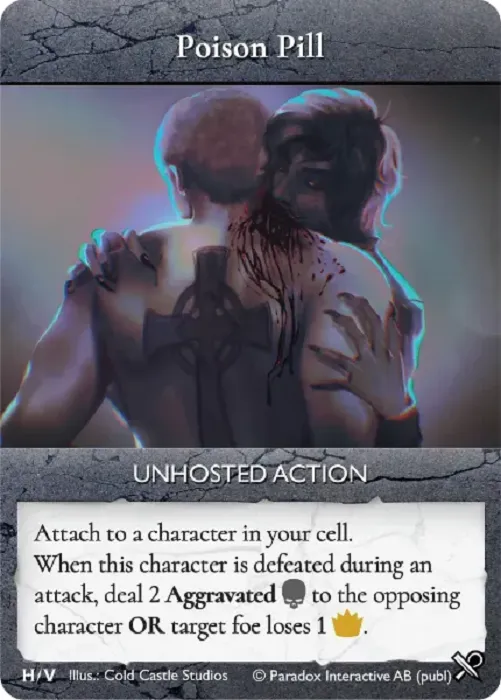 Poison Pill
UNHOSTED ACTION
Attach to a character in your cell.
When this character is defeated during an
attack, deal 2 Aggravated to the opposing
character OR target foe loses 1 .
H/V Illus.: Cold Castle Studios © Paradox Interactive AB (publ)